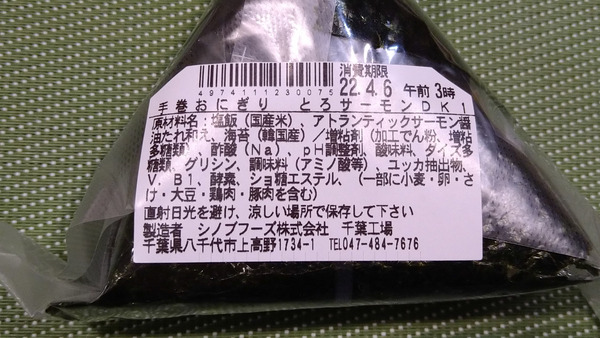 消費期限
4974111230075
22.4.6 午前3時
手巻おにぎり とろサーモンDK1
原材料名：塩飯（国産米）、アトランティックサーモン醤
油たれ和え、海苔（韓国産）／増粘剤（加工でん粉、増粘
多糖類）、酢酸（Na）、pH調整剤、酸味料、ダイズ多
糖類、グリシン、調味料（アミノ酸等）、ユッカ抽出物、
V．B1、酵素、ショ糖エステル、（一部に小麦・卵・さ
け・大豆・鶏肉・豚肉を含む）
直射日光を避け、涼しい場所で保存して下さい
製造者 シノブフーズ株式会社 千葉工場
千葉県八千代市上高野1734-1 TEL047-484-7676